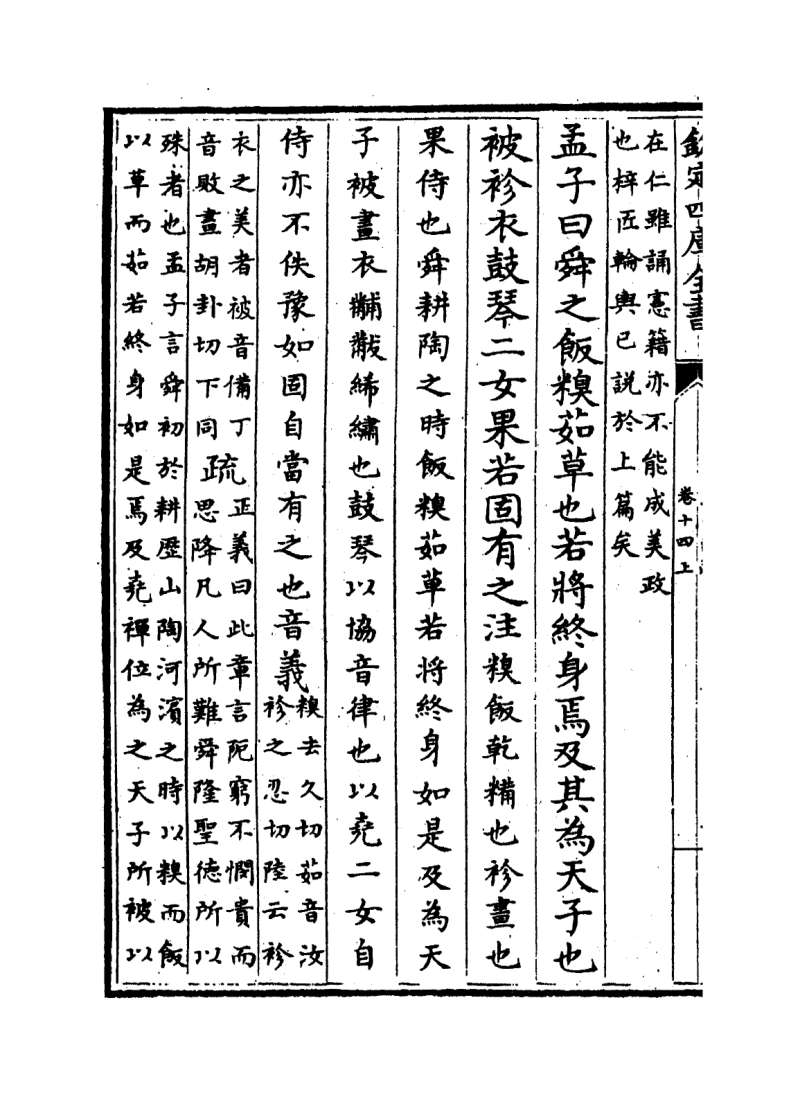 欽定四庫全書
卷十四上
在仁雖誦憲籍亦不能成美政
也梓匠輪輿已説於上篇矣
孟子曰舜之飯糗茹草也若將終身焉及其為天子也
被袗衣鼓琴二女果若固有之注糗飯乾糒也袗畫也
果侍也舜耕陶之時飯糗茹草若将終身如是及為天
子被畫衣黼黻絺繡也鼓琴以協音律也以堯二女自
侍亦不佚豫如固自當有之也音義糗去久切茹音汝
袗之忍切陸云袗
衣之美者被音備丁
音敗畫胡卦切下同疏正義曰此章言阨窮不憫貴而
思降凡人所難舜隆聖徳所以
殊者也孟子言舜初於耕歴山陶河濱之時以糗而飯
以草而茹若終身如是焉及堯禪位為之天子所被以